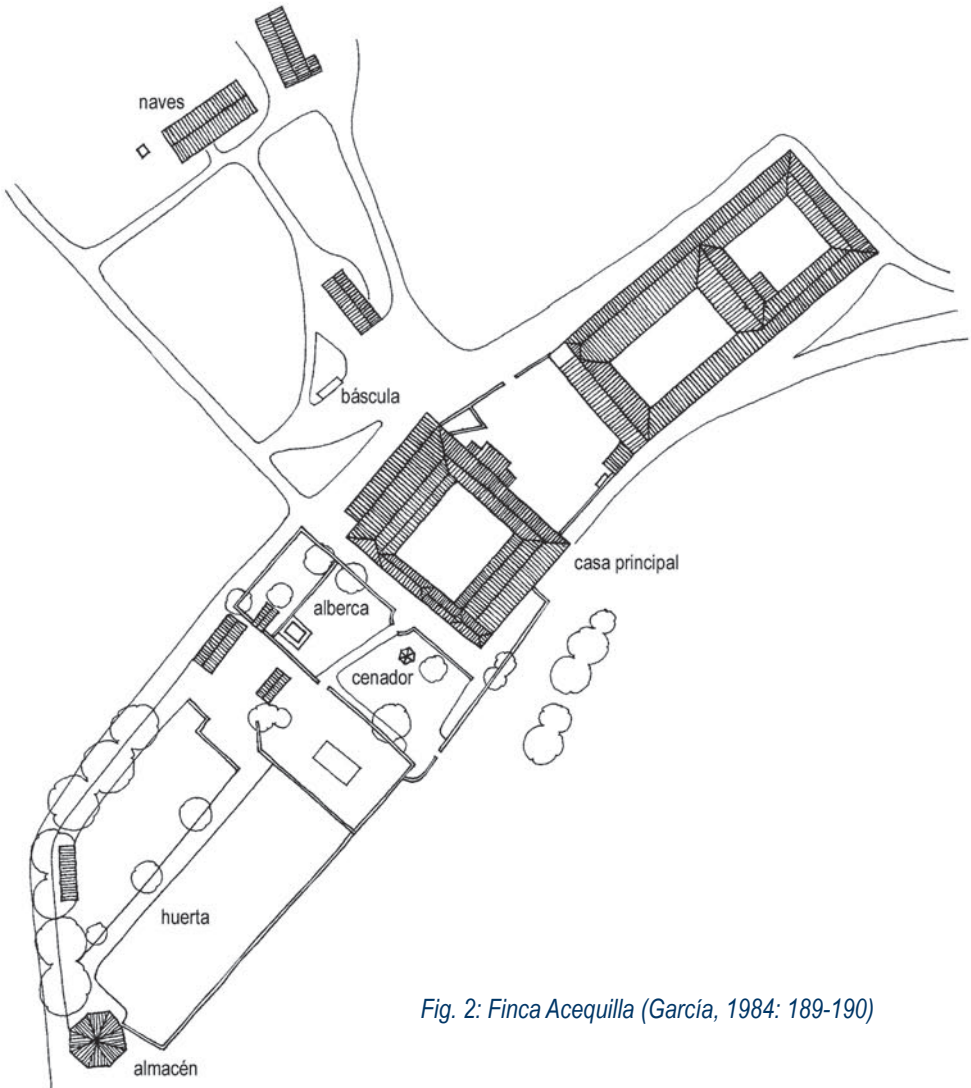 naves
báscula
casa principal
alberca
cenador
huerta
Fig. 2: Finca Acequilla (García, 1984: 189-190)
almacén